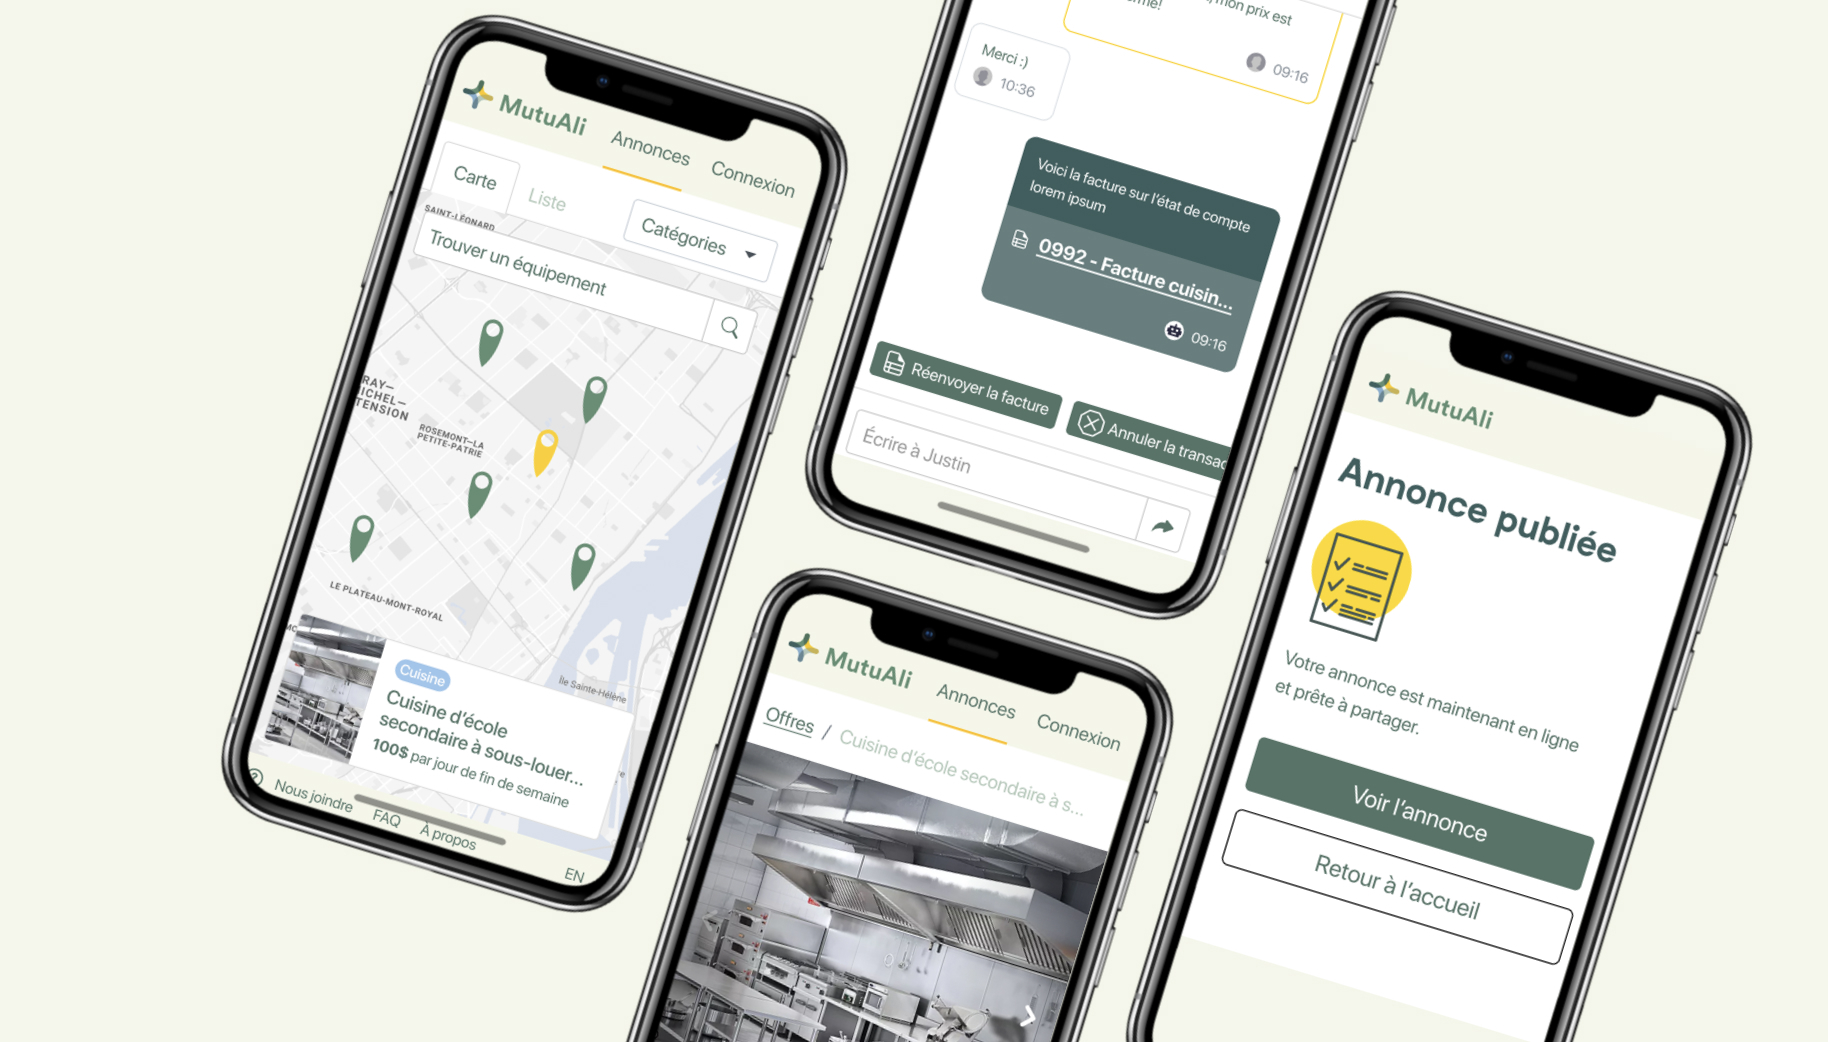 MutuAli
Annonces
Connexion
Carte
Liste
Catégories
SAINT-LÉONARD
Trouver un équipement
ROSEMONT—LA
PETITE-PATRIE
LE PLATEAU-MONT-ROYAL
Île Sainte-Hélène
Cuisine
Cuisine d'école
secondaire à sous-louer...
100$ par jour de fin de semaine
Nous joindre
FAQ
À propos
EN
mon prix est
Merci :)
09:16
10:36
Voici la facture sur l'état de compte
lorem ipsum
0992 - Facture cuisin...
09:16
Réenvoyer la facture
Annuler la transac
Écrire à Justin
MutuAli
Annonces
Connexion
Offres / Cuisine d'école secondaire à s...
MutuAli
Annonce publiée
Votre annonce est maintenant en ligne
et prête à partager.
Voir l'annonce
Retour à l'accueil